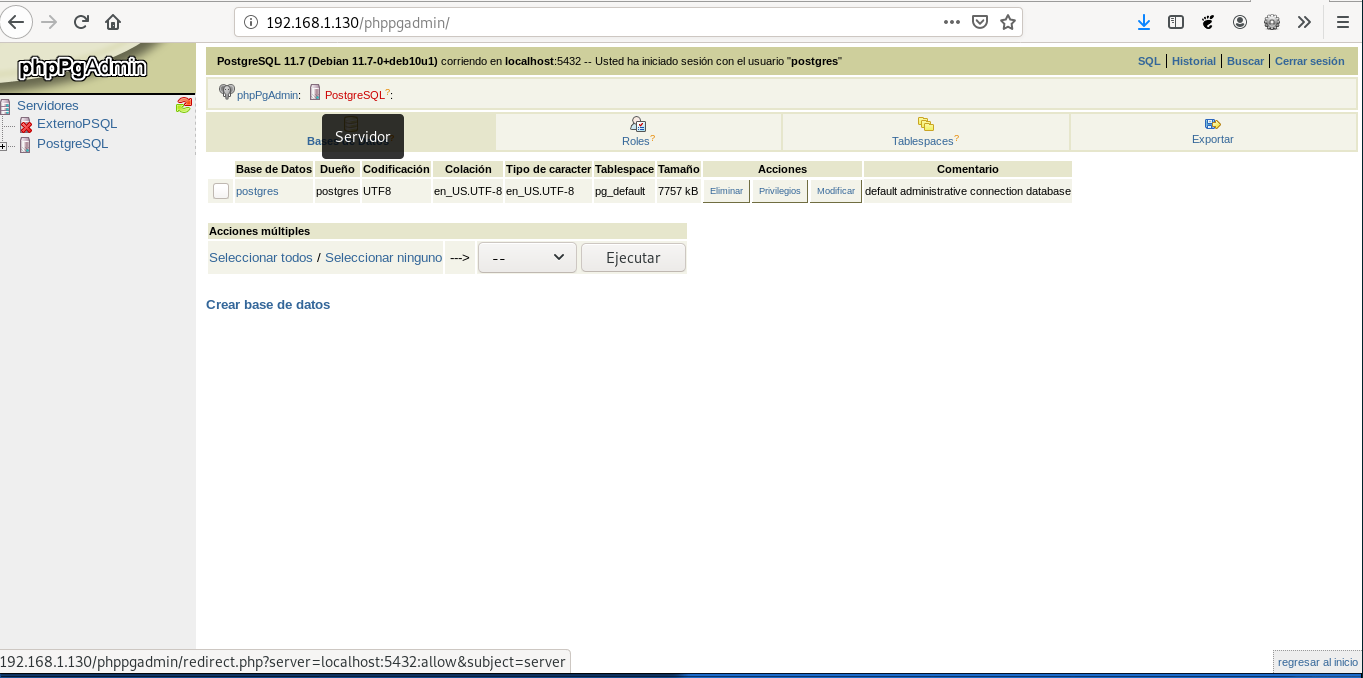 192.168.1.130/phppgadmin/
phpPgAdmin
Servidores
ExternoPSQL
PostgreSQL
PostgreSQL 11.7 (Debian 11.7-0+deb10u1) corriendo en localhost:5432 -- Usted ha iniciado sesión con el usuario "postgres"
SQL | Historial | Buscar | Cerrar sesión
phpPgAdmin: PostgreSQL?:
Servidor
Roles?
Tablespaces?
Exportar
Base de Datos Dueño Codificación Colación Tipo de caracter Tablespace Tamaño Acciones Comentario
postgres postgres UTF8 en_US.UTF-8 en_US.UTF-8 pg_default 7757 kB Eliminar Privilegios Modificar default administrative connection database
Acciones múltiples
Seleccionar todos / Seleccionar ninguno ---> -- Ejecutar
Crear base de datos
192.168.1.130/phppgadmin/redirect.php?server=localhost:5432:allow&subject=server
regresar al inicio